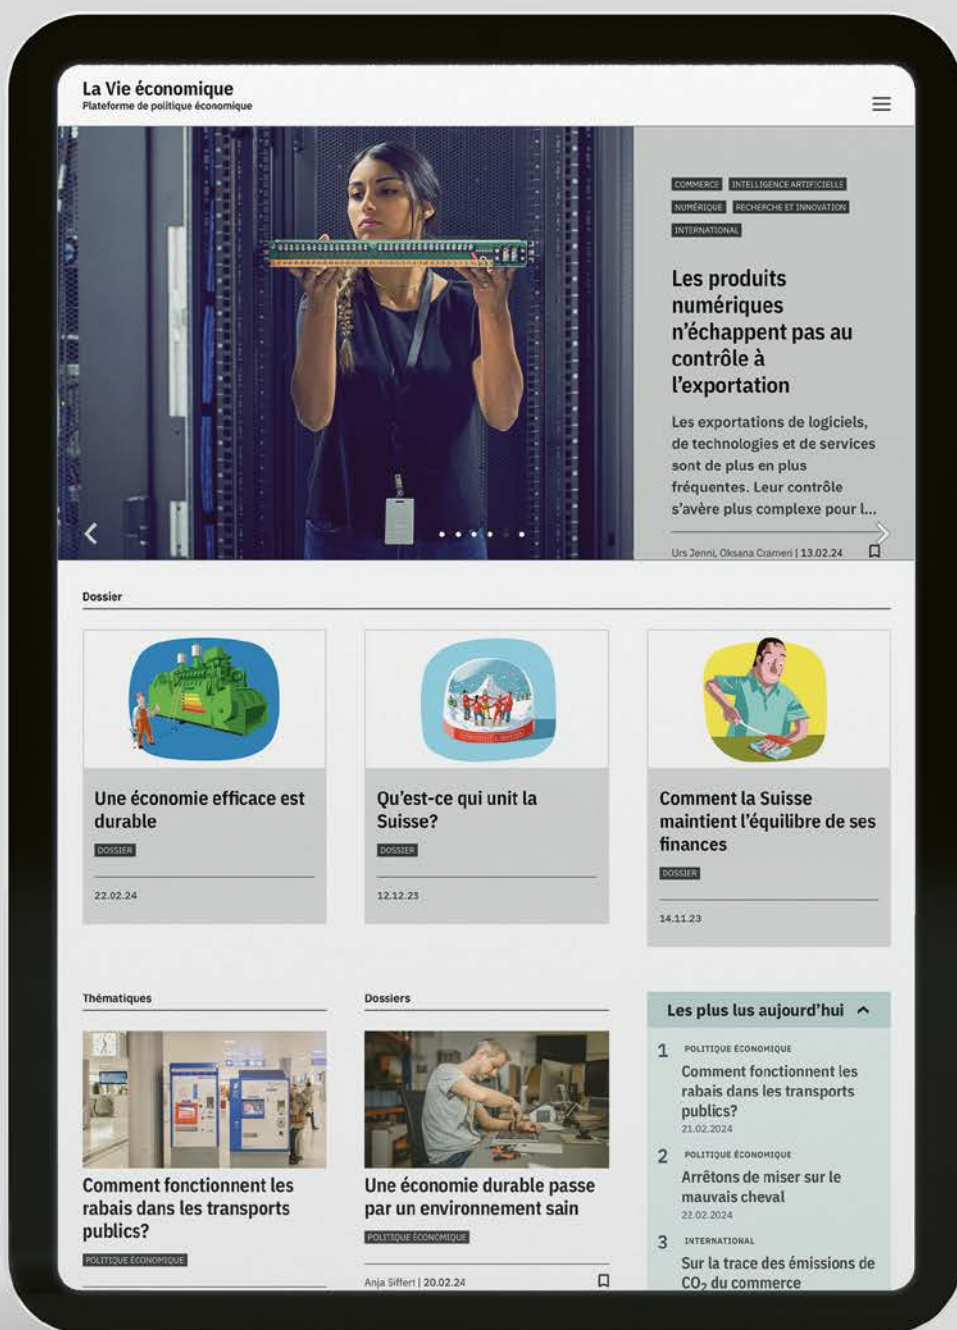 La Vie économique
Plateforme de politique économique
COMMERCE
INTELLIGENCE ARTIFICIELLE
NUMÉRIQUE
RECHERCHE ET INNOVATION
INTERNATIONAL
Les produits
numériques
n’échappent pas au
contrôle à
l’exportation
Les exportations de logiciels,
de technologies et de services
sont de plus en plus
fréquentes. Leur contrôle
s’avère plus complexe pour l...
Urs Jenni, Oksana Crameri | 13.02.24
Dossier
Une économie efficace est
durable
DOSSIER
22.02.24
Qu’est-ce qui unit la
Suisse?
DOSSIER
12.12.23
Comment la Suisse
maintient l’équilibre de ses
finances
DOSSIER
14.11.23
Thématiques
Comment fonctionnent les
rabais dans les transports
publics?
POLITIQUE ÉCONOMIQUE
Dossiers
Une économie durable passe
par un environnement sain
POLITIQUE ÉCONOMIQUE
Anja Siffert | 20.02.24
Les plus lus aujourd’hui
1 POLITIQUE ÉCONOMIQUE
Comment fonctionnent les
rabais dans les transports
publics?
21.02.2024
2 POLITIQUE ÉCONOMIQUE
Arrêtons de miser sur le
mauvais cheval
22.02.2024
3 INTERNATIONAL
Sur la trace des émissions de
CO₂ du commerce